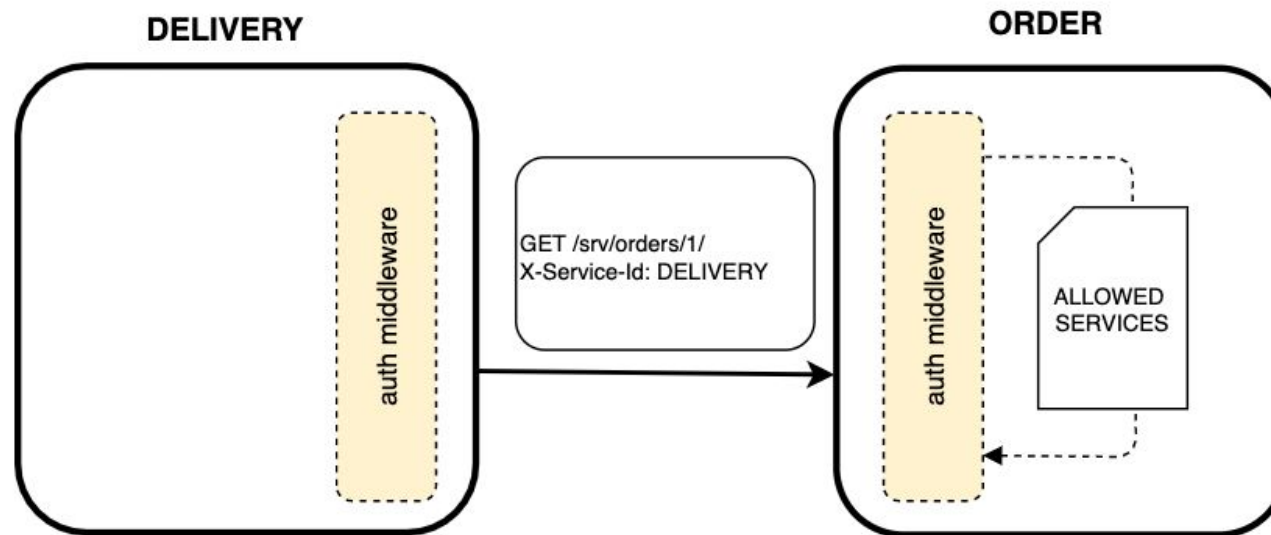 DELIVERY
ORDER
auth middleware
GET /srv/orders/1/
X-Service-Id: DELIVERY
auth middleware
ALLOWED
SERVICES